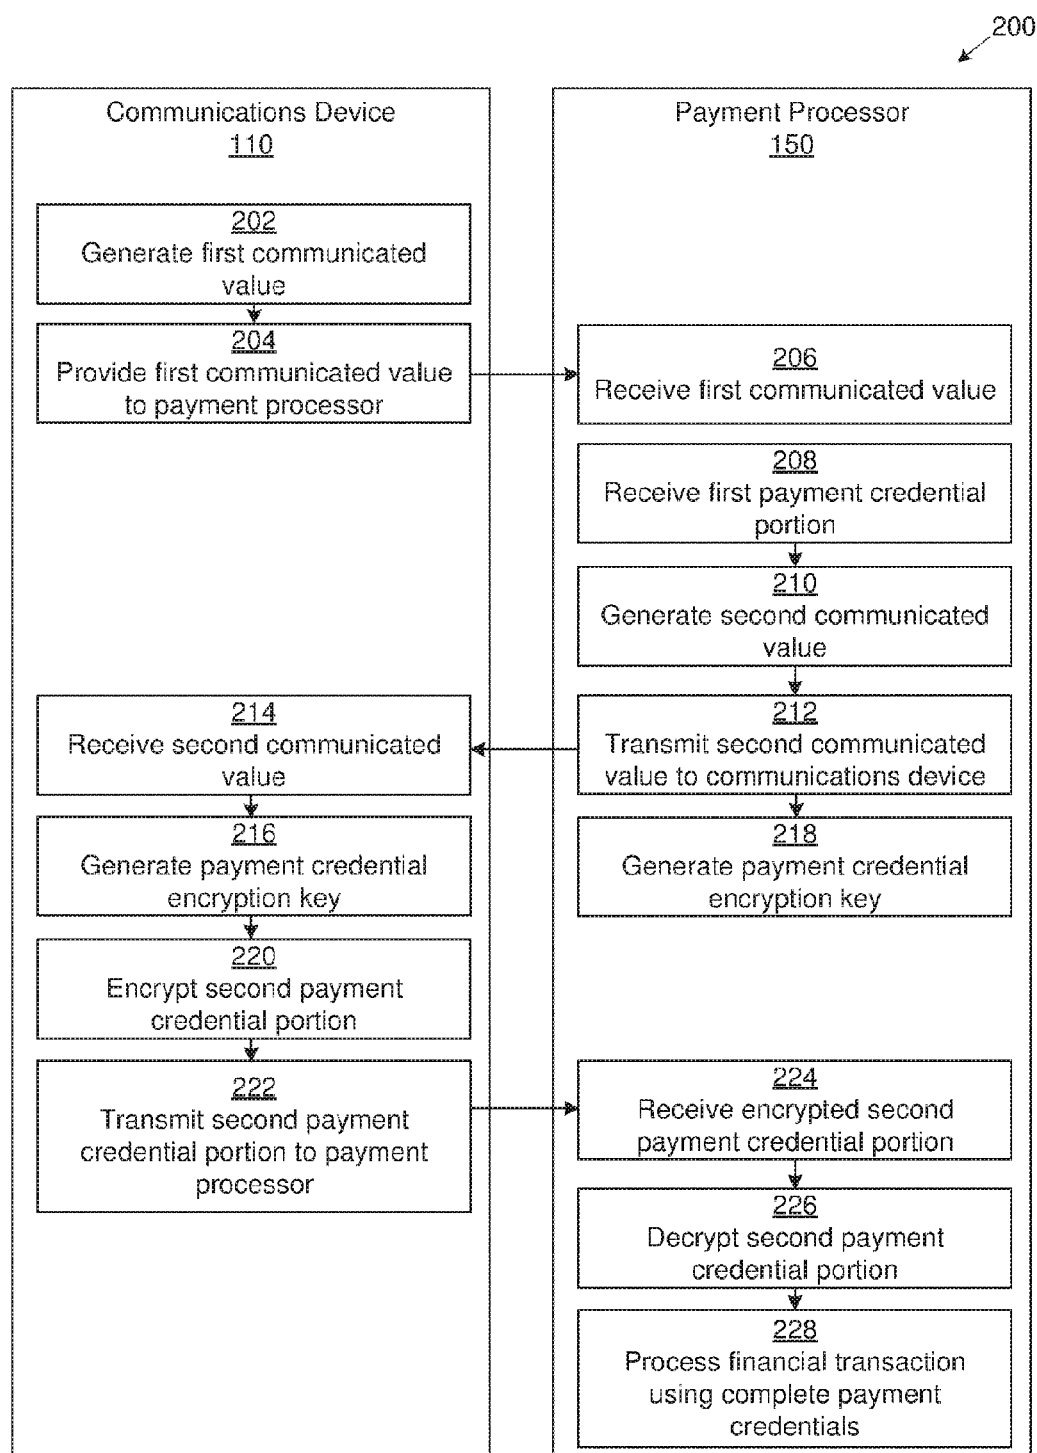 200
Communications Device
110
Payment Processor
150
202
Generate first communicated
value
204
Provide first communicated value
to payment processor
206
Receive first communicated value
208
Receive first payment credential
portion
210
Generate second communicated
value
212
Transmit second communicated
value to communications device
214
Receive second communicated
value
216
Generate payment credential
encryption key
218
Generate payment credential
encryption key
220
Encrypt second payment
credential portion
222
Transmit second payment
credential portion to payment
processor
224
Receive encrypted second
payment credential portion
226
Decrypt second payment
credential portion
228
Process financial transaction
using complete payment
credentials